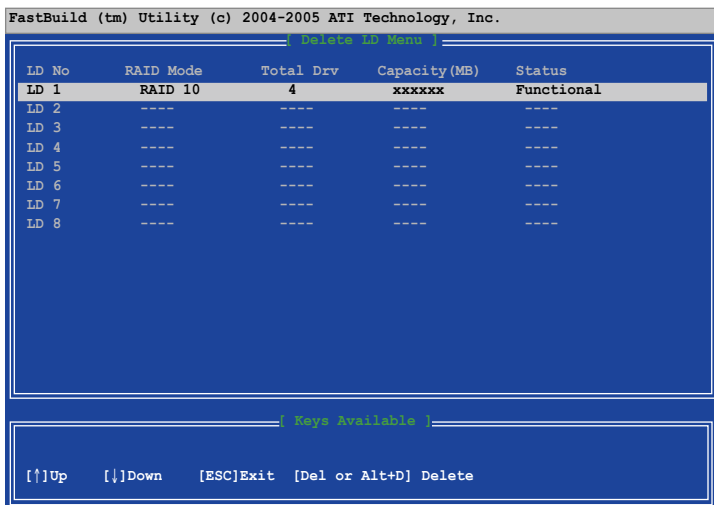 FastBuild (tm) Utility (c) 2004-2005 ATI Technology, Inc.
[ Delete LD Menu ]
LD No RAID Mode Total Drv Capacity(MB) Status
LD 1 RAID 10 4 xxxxxx Functional
LD 2 ---- ---- ---- ----
LD 3 ---- ---- ---- ----
LD 4 ---- ---- ---- ----
LD 5 ---- ---- ---- ----
LD 6 ---- ---- ---- ----
LD 7 ---- ---- ---- ----
LD 8 ---- ---- ---- ----
[ Keys Available ]
[↑]Up [↓]Down [ESC]Exit [Del or Alt+D] Delete